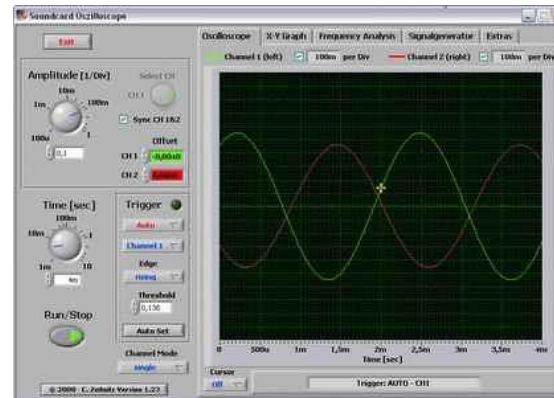 Soundcard Oszilloscope
Exit
Oscilloscope X-Y Graph Frequency Analysis Signalgenerator Extras
Channel 1 (left) 100m per Div Channel 2 (right) 100m per Div
Amplitude [1/Div]
Select CH
CH 1
10m
1m 100m
100u 1
Sync CH 1&2
0,1
Offset
CH 1
CH 2
Time [sec]
100m
10m 1
1m 10
4m
Trigger
Auto
Channel 1
Edge
rising
Threshold
Auto Set
Run/Stop
Channel Mode
single
0 500u 1m 1,5m 2m 2,5m 3m 3,5m 4m
Time [sec]
Cursor
Off
Trigger: AUTO - CH1
© 2008 C. Zeitnitz Version 1.23